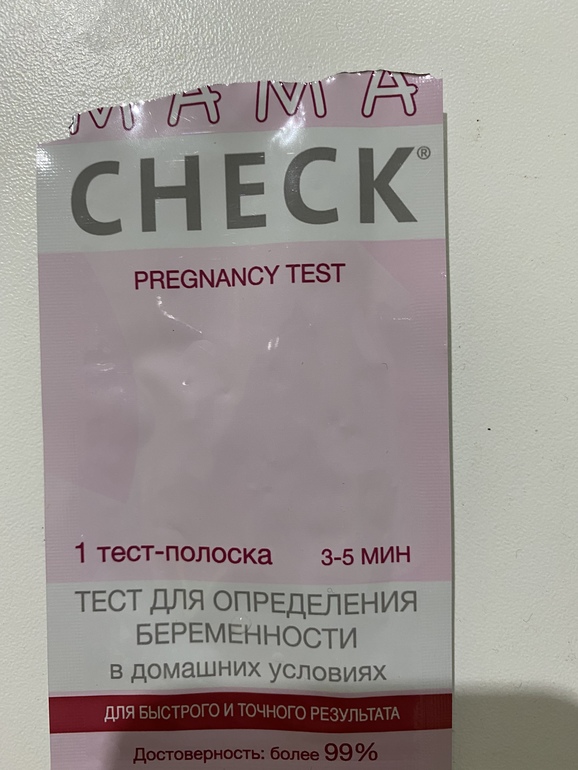 МАМА
CHECK®
PREGNANCY TEST
1 тест-полоска 3-5 МИН
ТЕСТ ДЛЯ ОПРЕДЕЛЕНИЯ
БЕРЕМЕННОСТИ
в домашних условиях
ДЛЯ БЫСТРОГО И ТОЧНОГО РЕЗУЛЬТАТА
Достоверность: более 99%